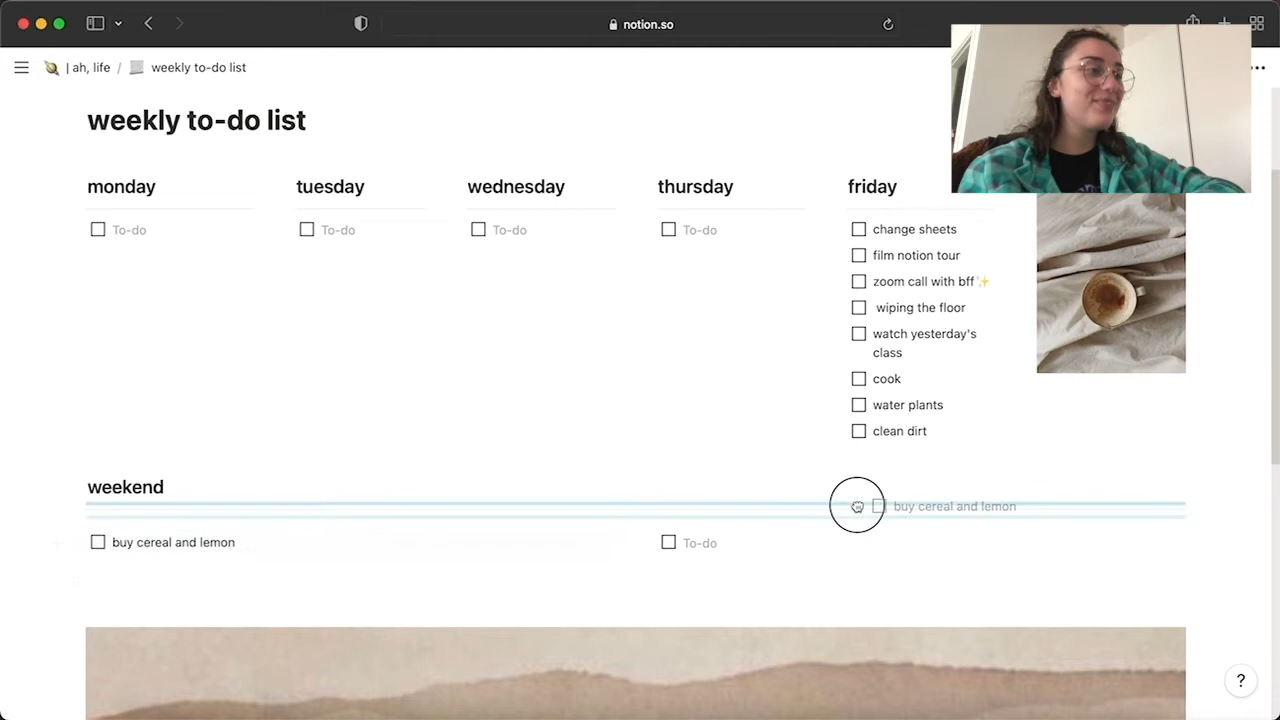 notion.so
| ah, life / weekly to-do list
weekly to-do list
monday
tuesday
wednesday
thursday
friday
To-do
To-do
To-do
To-do
change sheets
film notion tour
zoom call with bff✨
wiping the floor
watch yesterday's
class
cook
water plants
clean dirt
weekend
buy cereal and lemon
buy cereal and lemon
To-do
?